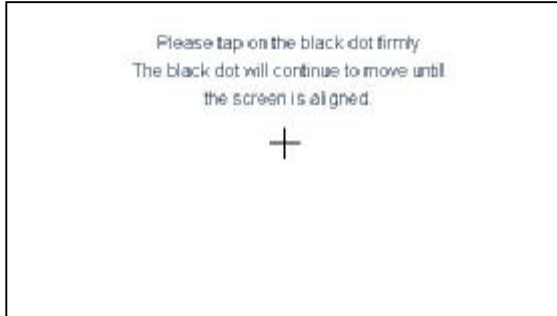 Please tap on the black dot firmly
The black dot will continue to move until
the screen is aligned